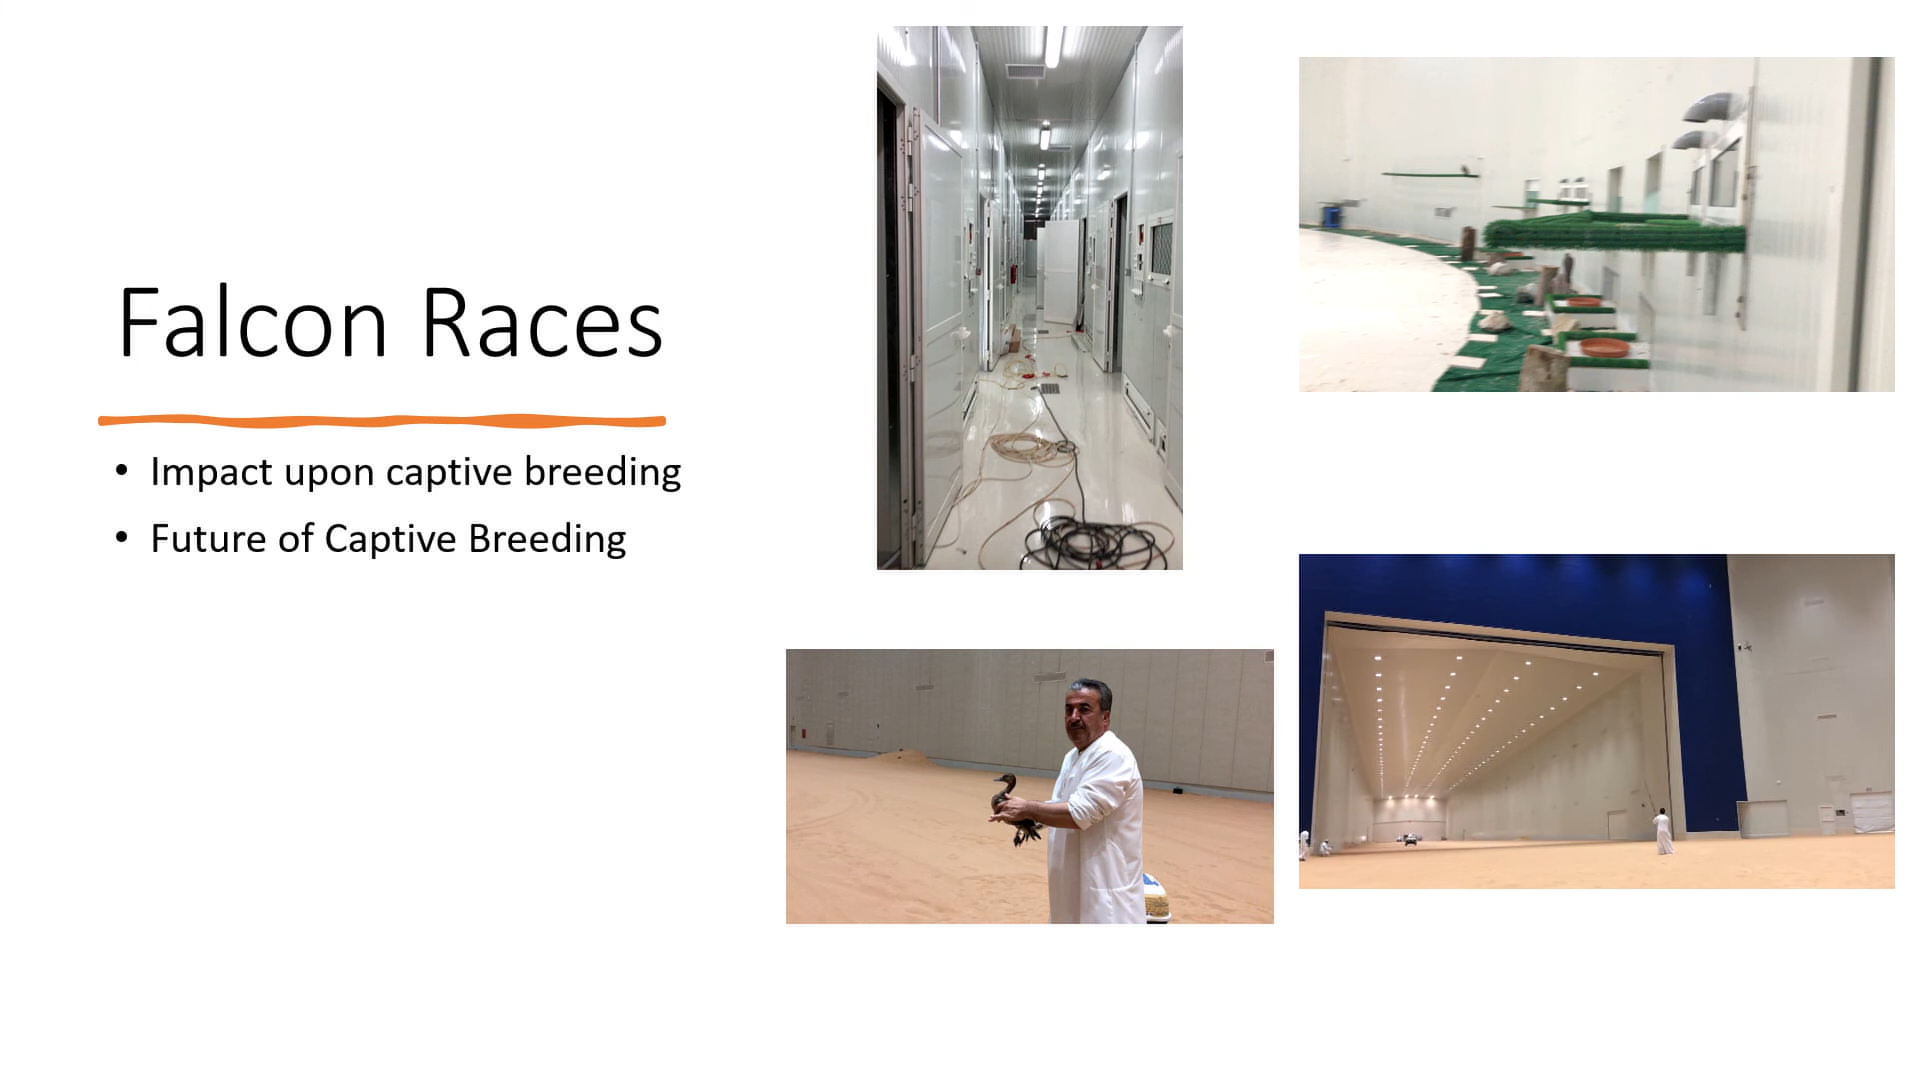 Falcon Races
• Impact upon captive breeding
• Future of Captive Breeding